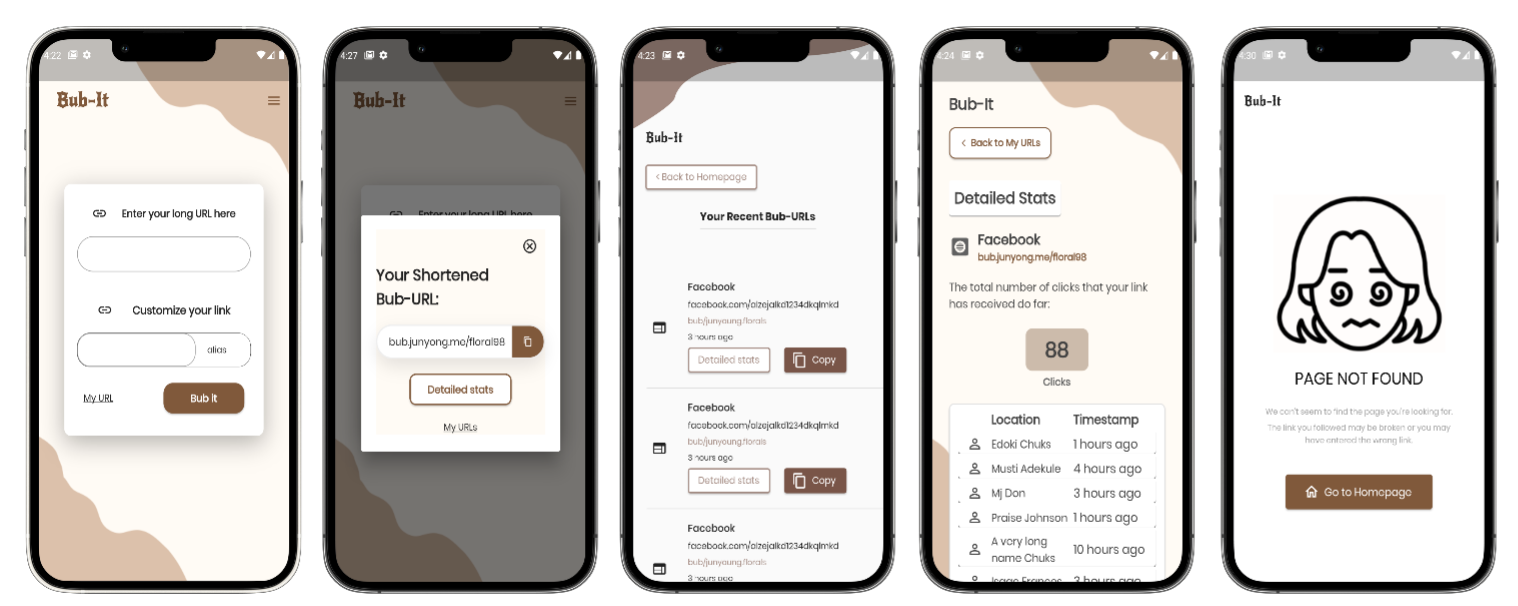 4:22
Bub-It
Enter your long URL here
Customize your link
alias
My URL
Bub It
4:27
Bub-It
Enter your long URL here
Your Shortened
Bub-URL:
bub.junyong.me/floral98
Detailed stats
My URLs
4:23
Bub-It
< Back to Homepage
Your Recent Bub-URLs
Facebook
facebook.com/alzejalkd1234dkqlmkd
bub/junyoung.florals
3 hours ago
Detailed stats
Copy
Facebook
facebook.com/alzejalkd1234dkqlmkd
bub/junyoung.florals
3 hours ago
Detailed stats
Copy
Facebook
facebook.com/alzejalkd1234dkqlmkd
bub/junyoung.florals
3 hours ago
4:24
Bub-It
< Back to My URLs
Detailed Stats
Facebook
bub.junyong.me/floral98
The total number of clicks that your link
has received do far:
88
Clicks
Location Timestamp
Edoki Chuks 1 hours ago
Musti Adekule 4 hours ago
Mj Don 3 hours ago
Praise Johnson 1 hours ago
A very long
name Chuks 10 hours ago
Isaac Frances 3 hours ago
4:30
Bub-It
PAGE NOT FOUND
We can't seem to find the page you're looking for.
The link you followed may be broken or you may
have entered the wrong link.
Go to Homepage